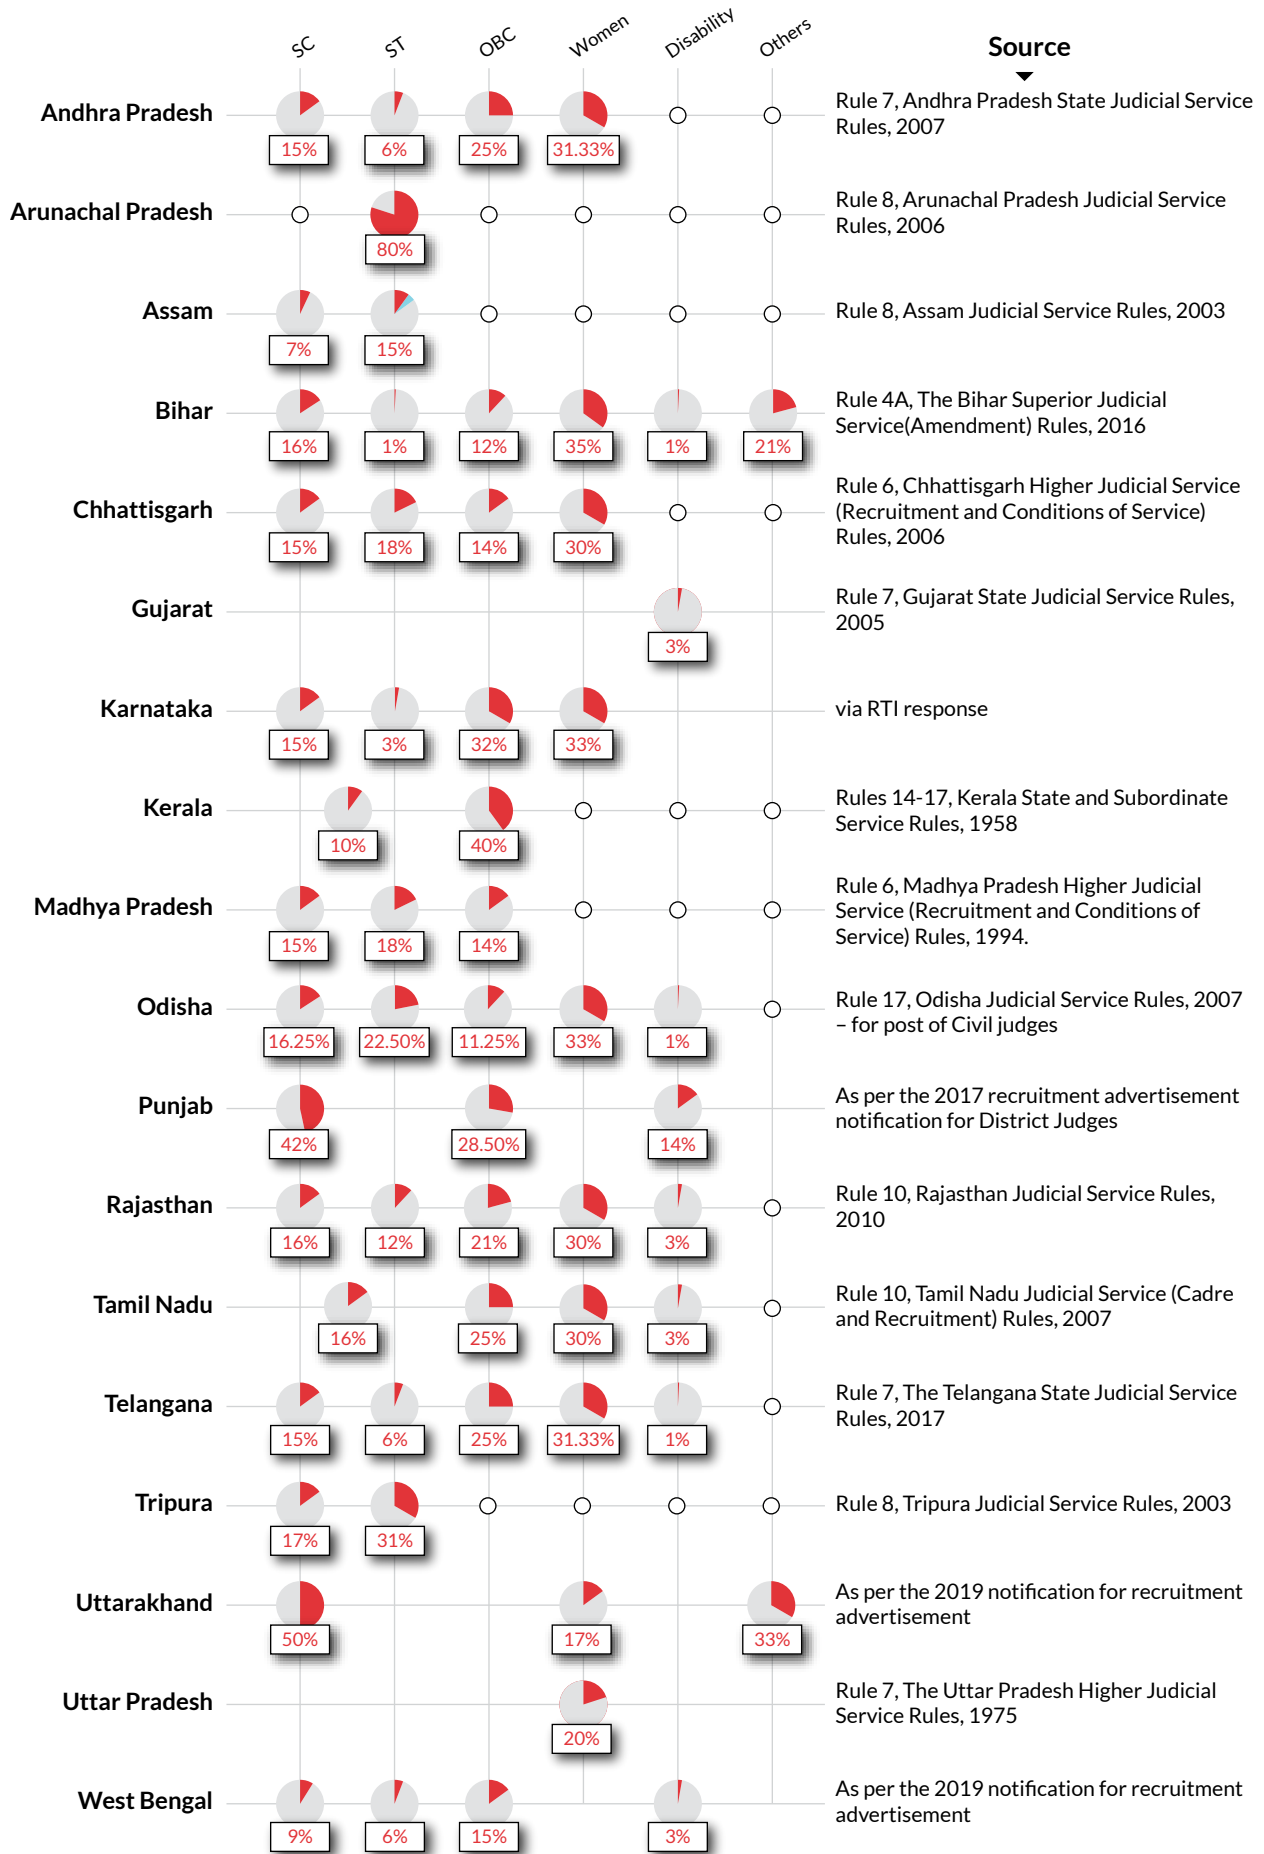 SC ST OBC Women Disability Others Source
Andhra Pradesh
15% 6% 25% 31.33%
Rule 7, Andhra Pradesh State Judicial Service
Rules, 2007
Arunachal Pradesh
80%
Rule 8, Arunachal Pradesh Judicial Service
Rules, 2006
Assam
7% 15%
Rule 8, Assam Judicial Service Rules, 2003
Bihar
16% 1% 12% 35% 1% 21%
Rule 4A, The Bihar Superior Judicial
Service(Amendment) Rules, 2016
Chhattisgarh
15% 18% 14% 30%
Rule 6, Chhattisgarh Higher Judicial Service
(Recruitment and Conditions of Service)
Rules, 2006
Gujarat
3%
Rule 7, Gujarat State Judicial Service Rules,
2005
Karnataka
15% 3% 32% 33%
via RTI response
Kerala
10% 40%
Rules 14-17, Kerala State and Subordinate
Service Rules, 1958
Madhya Pradesh
15% 18% 14%
Rule 6, Madhya Pradesh Higher Judicial
Service (Recruitment and Conditions of
Service) Rules, 1994.
Odisha
16.25% 22.50% 11.25% 33% 1%
Rule 17, Odisha Judicial Service Rules, 2007
– for post of Civil judges
Punjab
42% 28.50% 14%
As per the 2017 recruitment advertisement
notification for District Judges
Rajasthan
16% 12% 21% 30% 3%
Rule 10, Rajasthan Judicial Service Rules,
2010
Tamil Nadu
16% 25% 30% 3%
Rule 10, Tamil Nadu Judicial Service (Cadre
and Recruitment) Rules, 2007
Telangana
15% 6% 25% 31.33% 1%
Rule 7, The Telangana State Judicial Service
Rules, 2017
Tripura
17% 31%
Rule 8, Tripura Judicial Service Rules, 2003
Uttarakhand
50% 17% 33%
As per the 2019 notification for recruitment
advertisement
Uttar Pradesh
20%
Rule 7, The Uttar Pradesh Higher Judicial
Service Rules, 1975
West Bengal
9% 6% 15% 3%
As per the 2019 notification for recruitment
advertisement